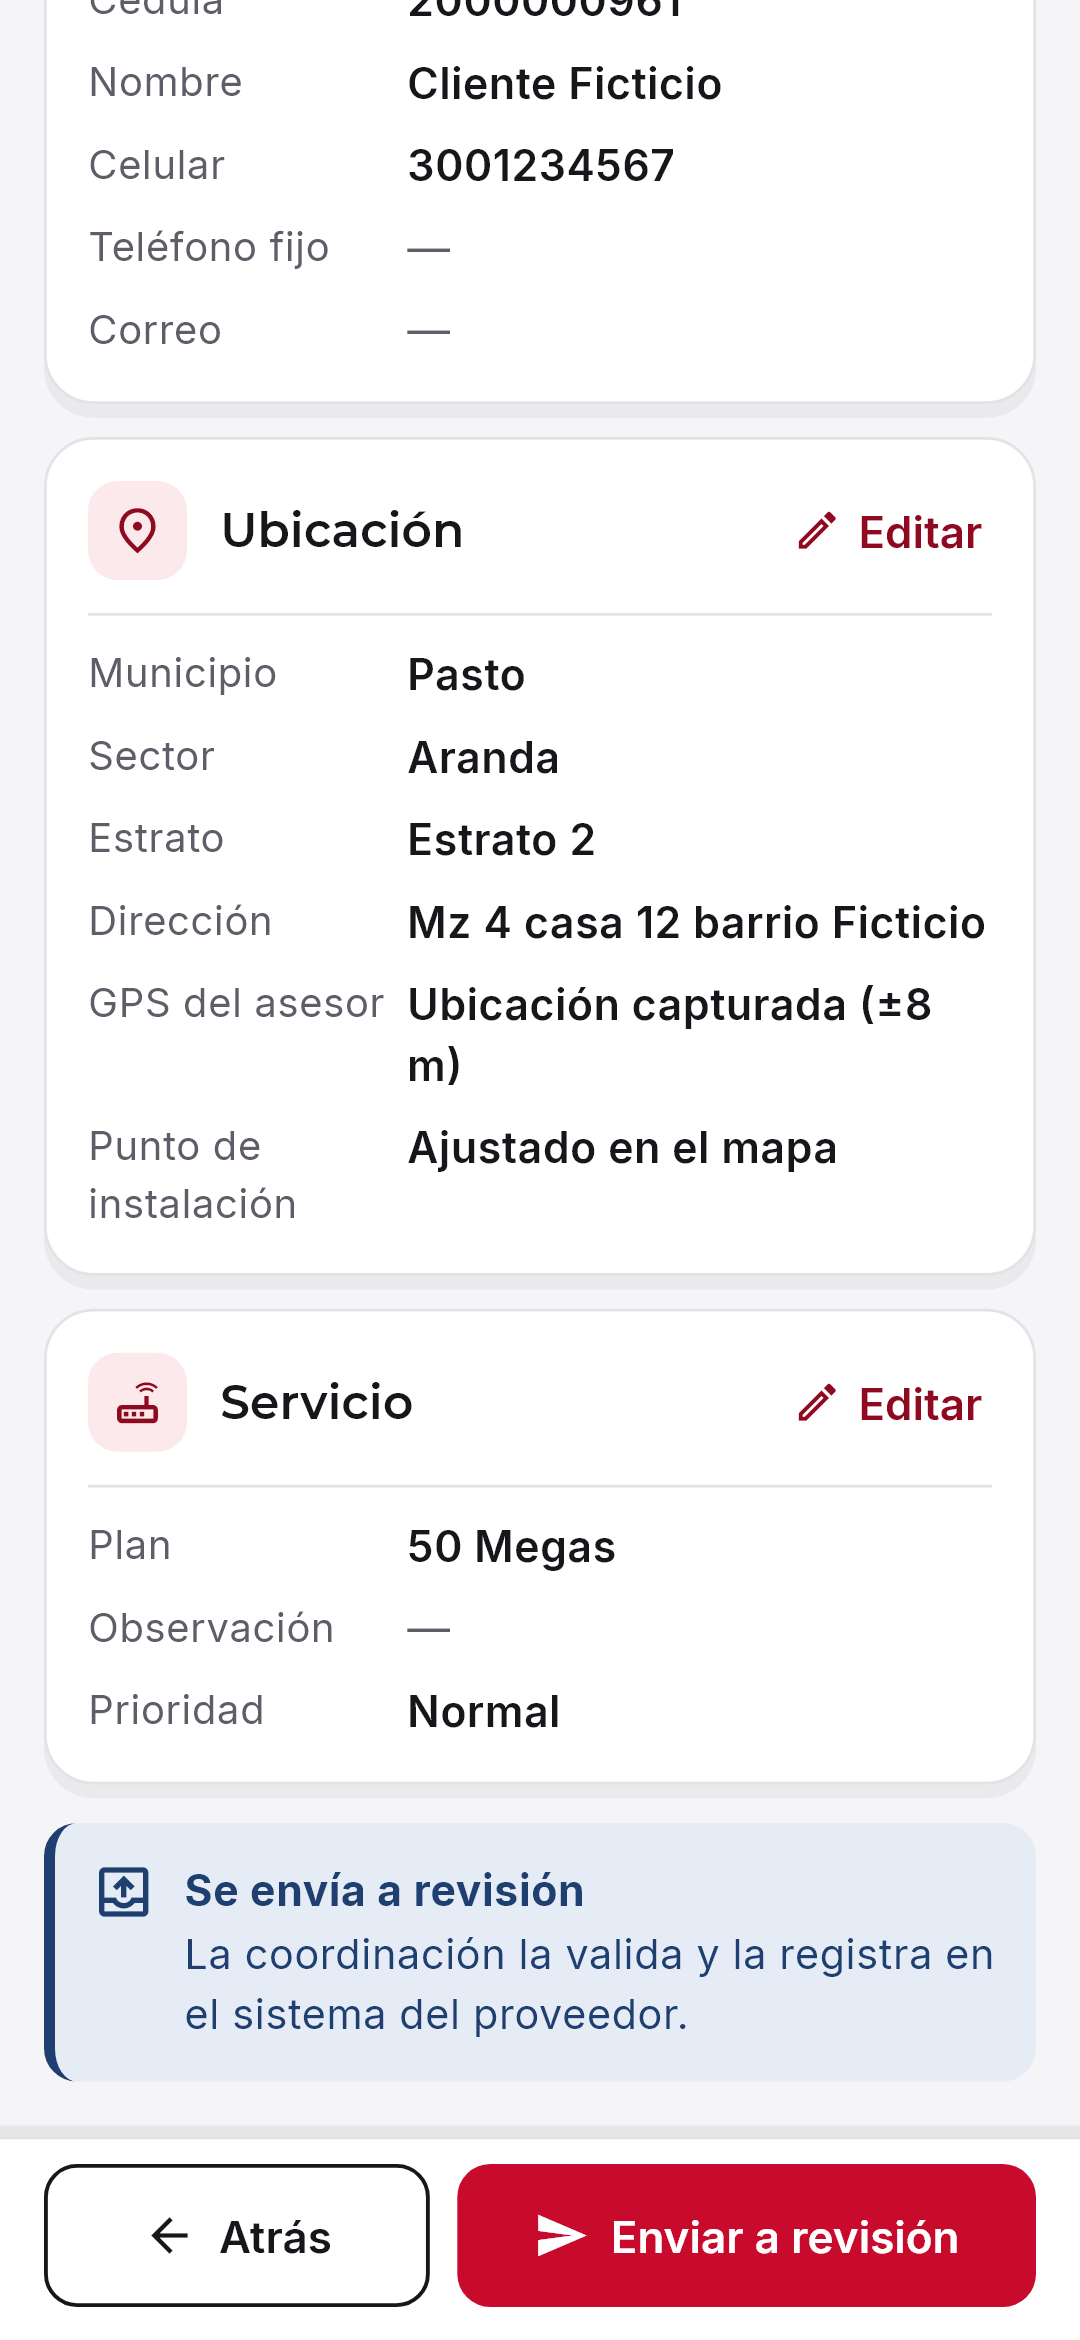 Cédula 2000000961
Nombre Cliente Ficticio
Celular 3001234567
Teléfono fijo —
Correo —
Ubicación Editar
Municipio Pasto
Sector Aranda
Estrato Estrato 2
Dirección Mz 4 casa 12 barrio Ficticio
GPS del asesor Ubicación capturada (±8
m)
Punto de Ajustado en el mapa
instalación
Servicio Editar
Plan 50 Megas
Observación —
Prioridad Normal
Se envía a revisión
La coordinación la valida y la registra en
el sistema del proveedor.
Atrás Enviar a revisión